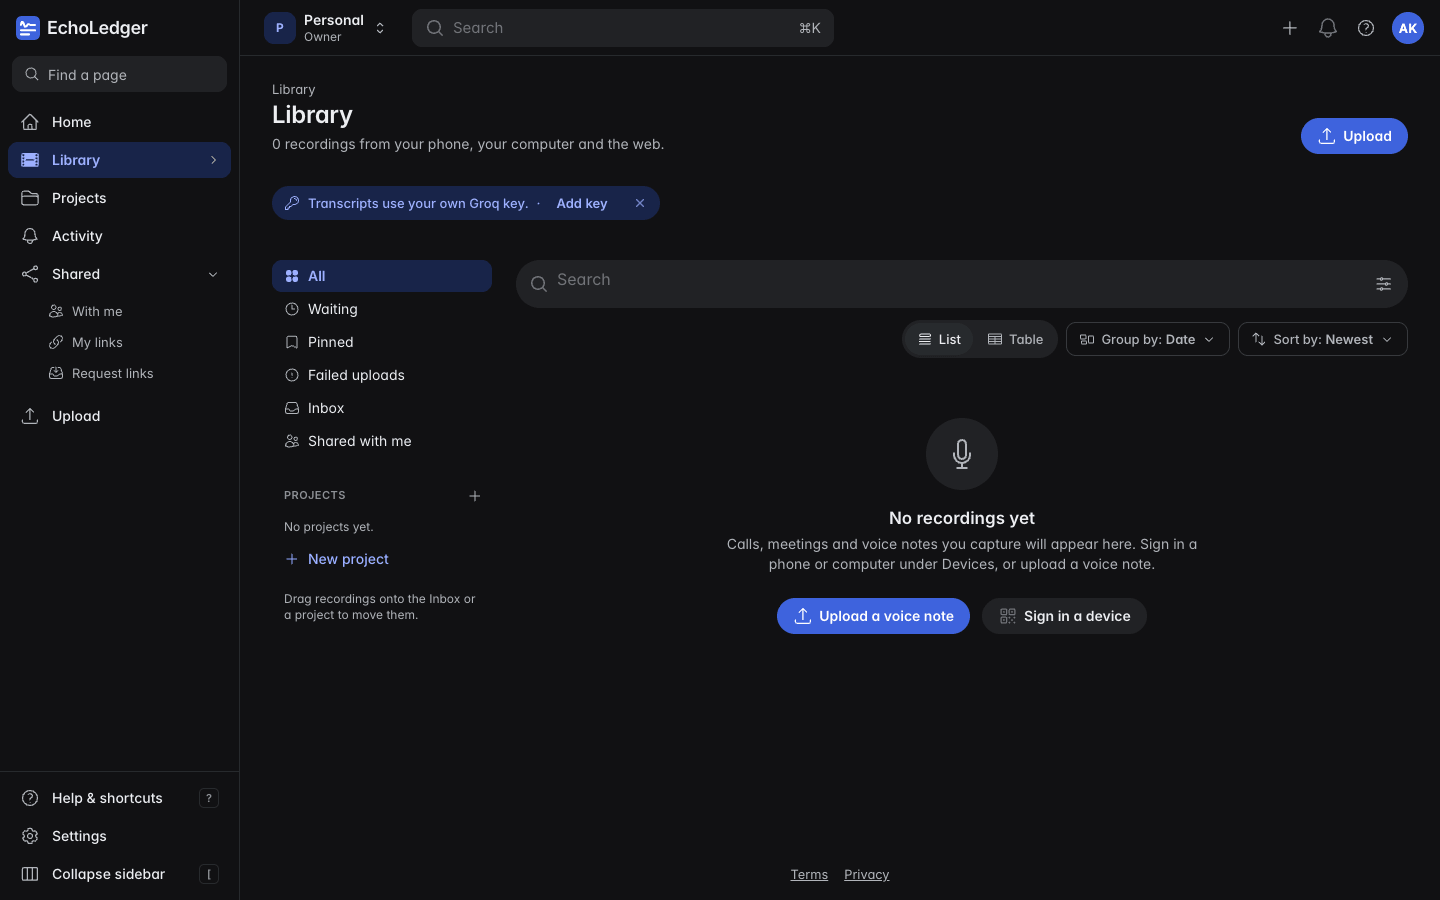 EchoLedger
Find a page
Home
Library
Projects
Activity
Shared
With me
My links
Request links
Upload
Help & shortcuts ?
Settings
Collapse sidebar [
P
Personal
Owner
Search ⌘K
AK
Library
Library
0 recordings from your phone, your computer and the web.
Upload
Transcripts use your own Groq key. · Add key
All
Waiting
Pinned
Failed uploads
Inbox
Shared with me
PROJECTS
No projects yet.
New project
Drag recordings onto the Inbox or
a project to move them.
Search
List Table Group by: Date Sort by: Newest
No recordings yet
Calls, meetings and voice notes you capture will appear here. Sign in a
phone or computer under Devices, or upload a voice note.
Upload a voice note Sign in a device
Terms Privacy